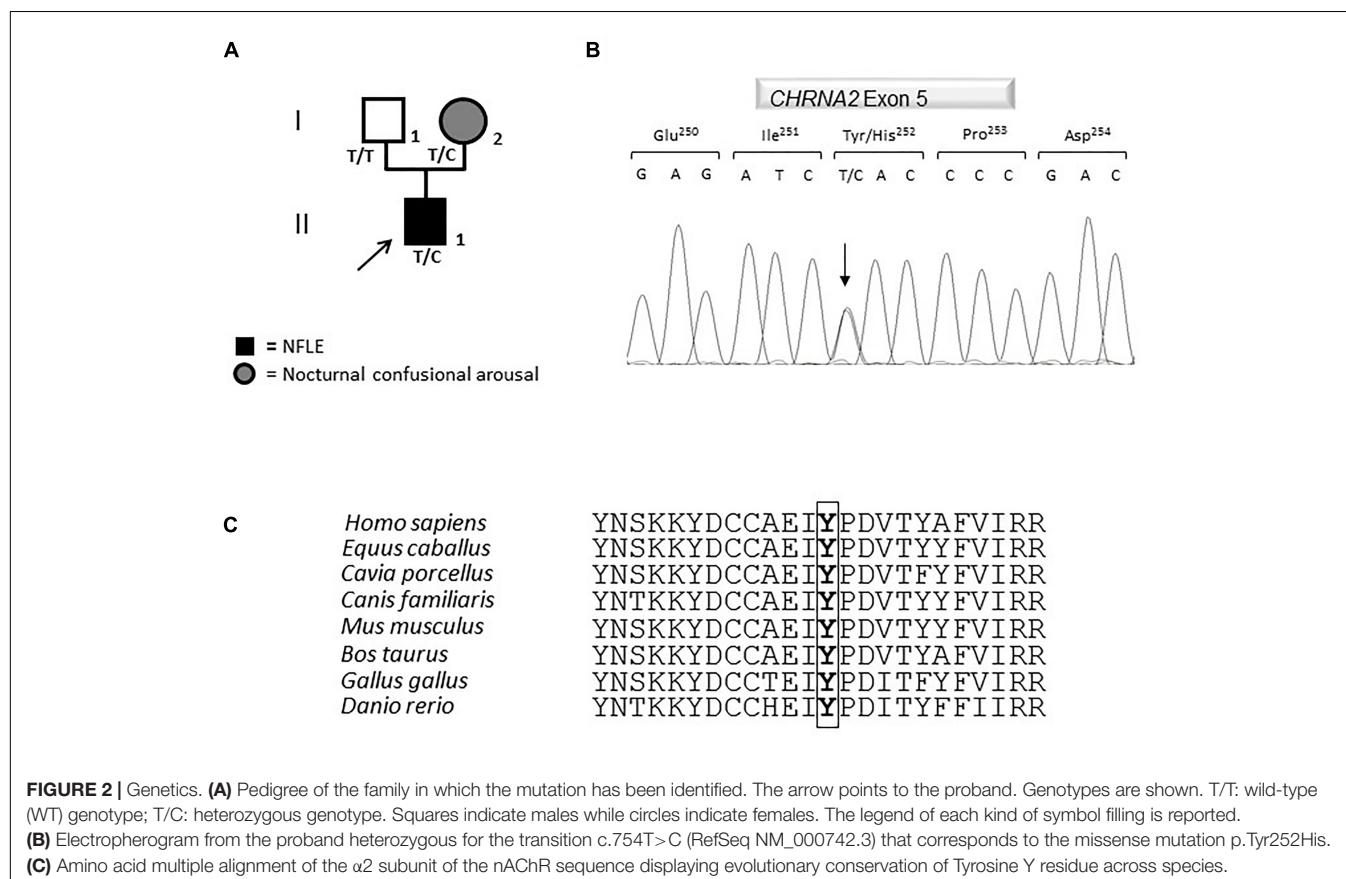 A
I
1
2
T/T
T/C
II
1
T/C
= NFLE
= Nocturnal confusional arousal
B
CHRNA2 Exon 5
Glu250 Ile251 Tyr/His252 Pro253 Asp254
G A G A T C T/C A C C C C G A C
C
Homo sapiens YNSKKYDCCAEIYPDVTYAFVIRR
Equus caballus YNSKKYDCCAEIYPDVTYYFVIRR
Cavia porcellus YNSKKYDCCAEIYPDVTFYFVIRR
Canis familiaris YNTKKYDCCAEIYPDVTYYFVIRR
Mus musculus YNSKKYDCCAEIYPDVTYYFVIRR
Bos taurus YNSKKYDCCAEIYPDVTYAFVIRR
Gallus gallus YNSKKYDCCTEIYPDITFYFVIRR
Danio rerio YNTKKYDCCHEIYPDITYFFIIRR
FIGURE 2 | Genetics. (A) Pedigree of the family in which the mutation has been identified. The arrow points to the proband. Genotypes are shown. T/T: wild-type
(WT) genotype; T/C: heterozygous genotype. Squares indicate males while circles indicate females. The legend of each kind of symbol filling is reported.
(B) Electropherogram from the proband heterozygous for the transition c.754T>C (RefSeq NM_000742.3) that corresponds to the missense mutation p.Tyr252His.
(C) Amino acid multiple alignment of the α2 subunit of the nAChR sequence displaying evolutionary conservation of Tyrosine Y residue across species.